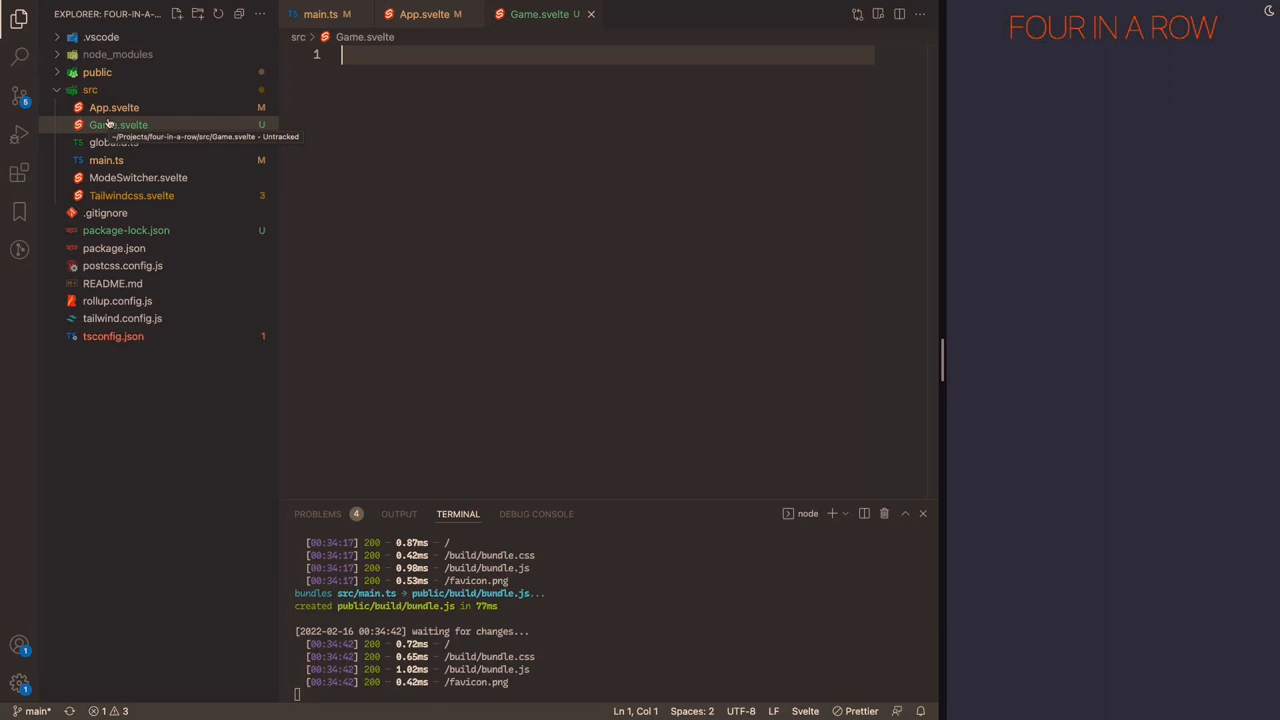 EXPLORER: FOUR-IN-A-...
main.ts M
App.svelte M
Game.svelte U
FOUR IN A ROW
src > Game.svelte
1
.vscode
node_modules
public
src
App.svelte M
Game.svelte U
~/Projects/four-in-a-row/src/Game.svelte - Untracked
global.d.ts
main.ts M
ModeSwitcher.svelte
Tailwindcss.svelte 3
.gitignore
package-lock.json U
package.json
postcss.config.js
README.md
rollup.config.js
tailwind.config.js
tsconfig.json 1
5
PROBLEMS 4 OUTPUT TERMINAL DEBUG CONSOLE
node
[00:34:17] 200 - 0.87ms - /
[00:34:17] 200 - 0.42ms - /build/bundle.css
[00:34:17] 200 - 0.98ms - /build/bundle.js
[00:34:17] 200 - 0.53ms - /favicon.png
bundles src/main.ts → public/build/bundle.js...
created public/build/bundle.js in 77ms
[2022-02-16 00:34:42] waiting for changes...
[00:34:42] 200 - 0.72ms - /
[00:34:42] 200 - 0.65ms - /build/bundle.css
[00:34:42] 200 - 1.02ms - /build/bundle.js
[00:34:42] 200 - 0.42ms - /favicon.png
1
1
main* 1 3
Ln 1, Col 1 Spaces: 2 UTF-8 LF Svelte Prettier